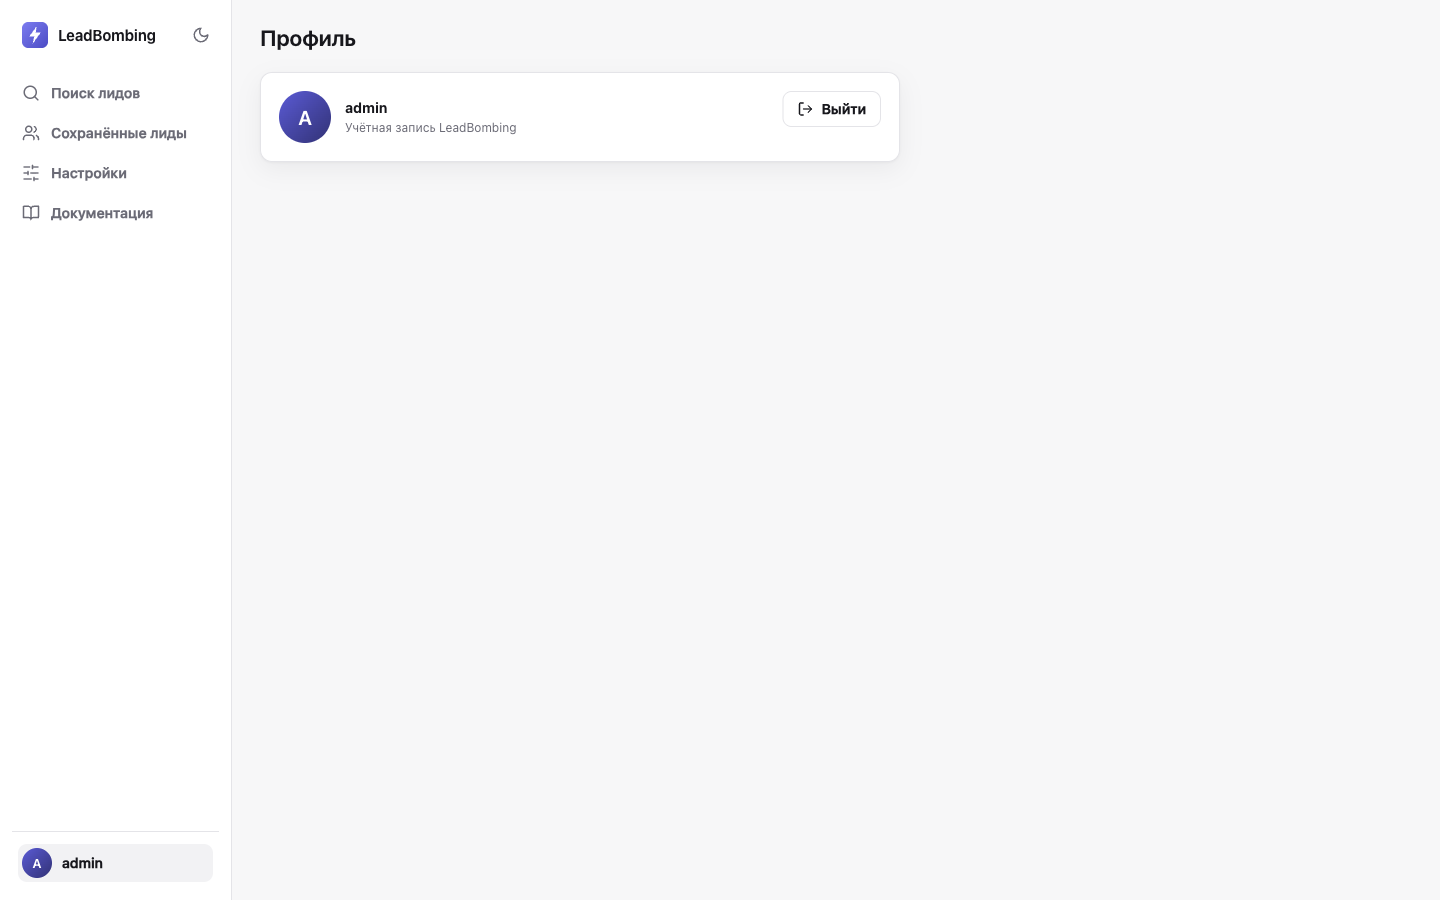 LeadBombing
Поиск лидов
Сохранённые лиды
Настройки
Документация
A
admin
Профиль
A
admin
Учётная запись LeadBombing
Выйти